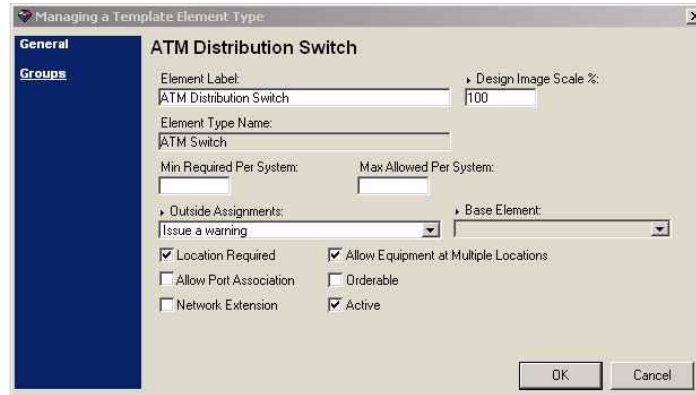 Managing a Template Element Type
General
Groups
ATM Distribution Switch
Element Label:
Design Image Scale %:
ATM Distribution Switch
100
Element Type Name:
ATM Switch
Min Required Per System:
Max Allowed Per System:
Outside Assignments:
Base Element:
Issue a warning
Location Required
Allow Equipment at Multiple Locations
Allow Port Association
Orderable
Network Extension
Active
OK
Cancel